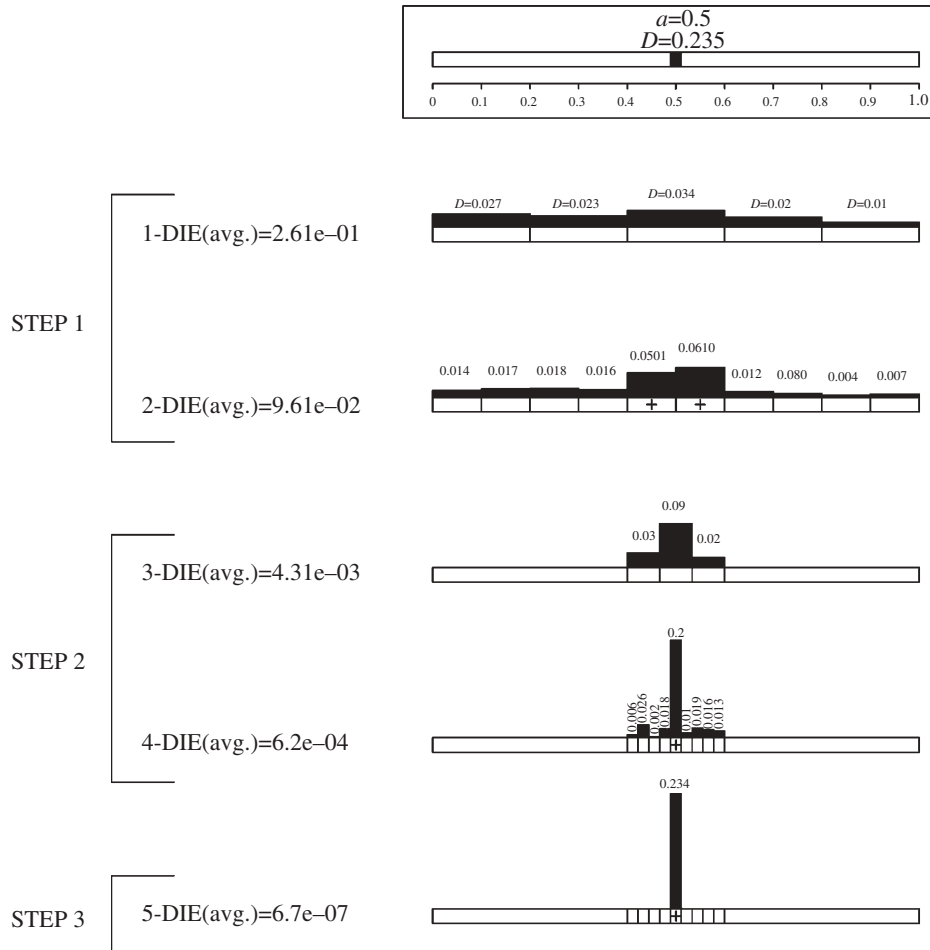 a=0.5
D=0.235
0 0.1 0.2 0.3 0.4 0.5 0.6 0.7 0.8 0.9 1.0
STEP 1
1-DIE(avg.)=2.61e–01
D=0.027 D=0.023 D=0.034 D=0.02 D=0.01
2-DIE(avg.)=9.61e–02
0.014 0.017 0.018 0.016 0.0501 0.0610 0.012 0.080 0.004 0.007
+ +
STEP 2
3-DIE(avg.)=4.31e–03
0.03 0.09 0.02
4-DIE(avg.)=6.2e–04
0.006 0.026 0.002 0.018 0.2 0.01 0.019 0.016 0.013
+
STEP 3
5-DIE(avg.)=6.7e–07
0.234
+